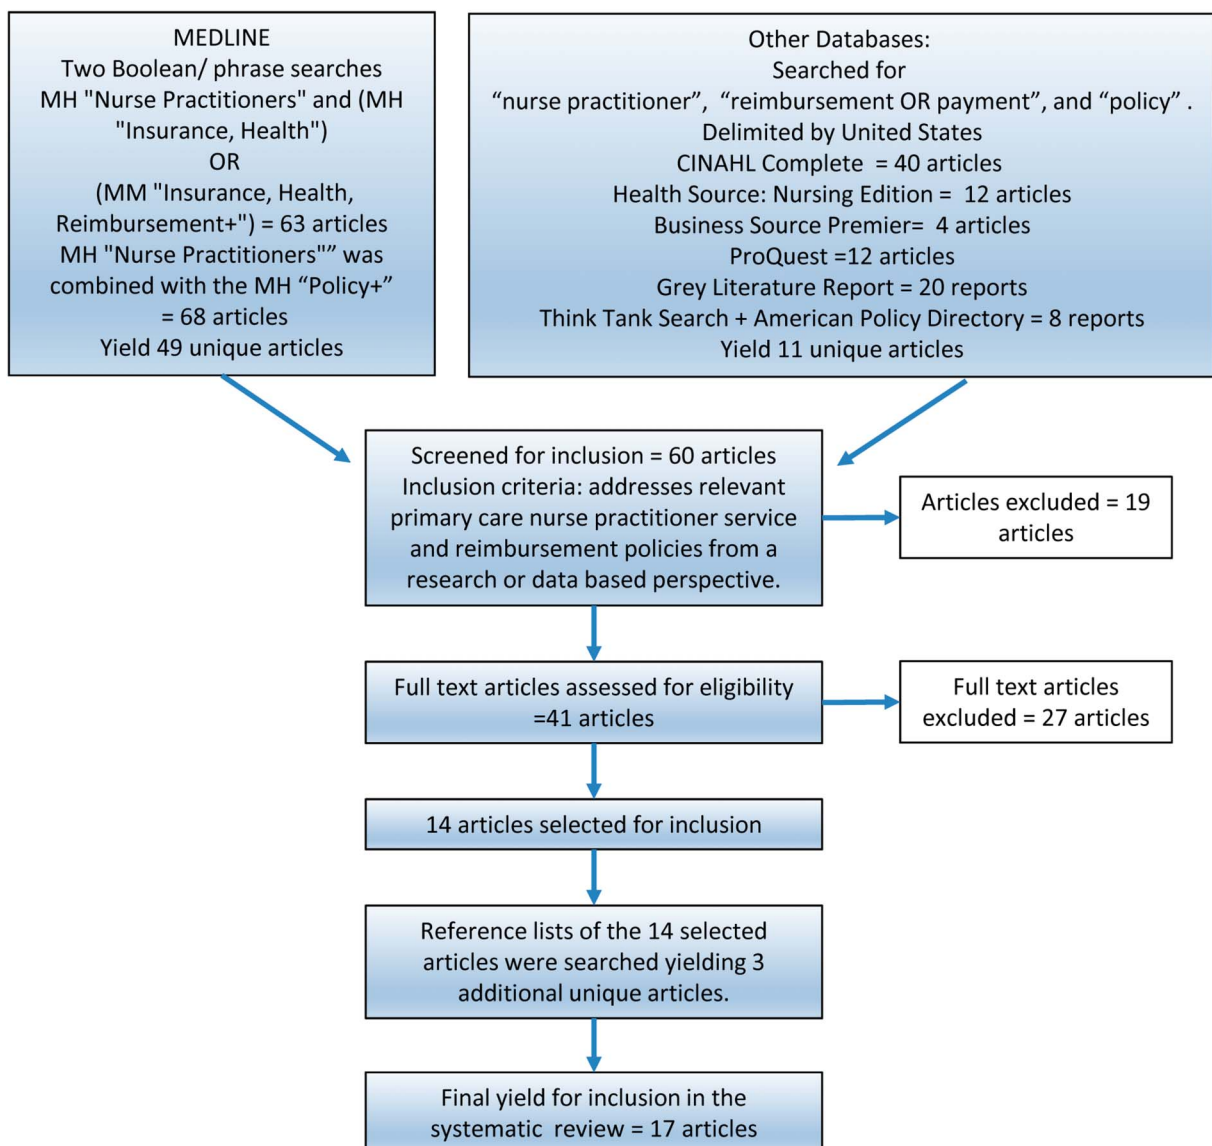 MEDLINE
Two Boolean/ phrase searches
MH "Nurse Practitioners" and (MH
"Insurance, Health")
OR
(MM "Insurance, Health,
Reimbursement+") = 63 articles
MH "Nurse Practitioners"” was
combined with the MH “Policy+”
= 68 articles
Yield 49 unique articles
Other Databases:
Searched for
“nurse practitioner”, “reimbursement OR payment”, and “policy” .
Delimited by United States
CINAHL Complete = 40 articles
Health Source: Nursing Edition = 12 articles
Business Source Premier= 4 articles
ProQuest =12 articles
Grey Literature Report = 20 reports
Think Tank Search + American Policy Directory = 8 reports
Yield 11 unique articles
Screened for inclusion = 60 articles
Inclusion criteria: addresses relevant
primary care nurse practitioner service
and reimbursement policies from a
research or data based perspective.
Articles excluded = 19
articles
Full text articles assessed for eligibility
=41 articles
Full text articles
excluded = 27 articles
14 articles selected for inclusion
Reference lists of the 14 selected
articles were searched yielding 3
additional unique articles.
Final yield for inclusion in the
systematic review = 17 articles